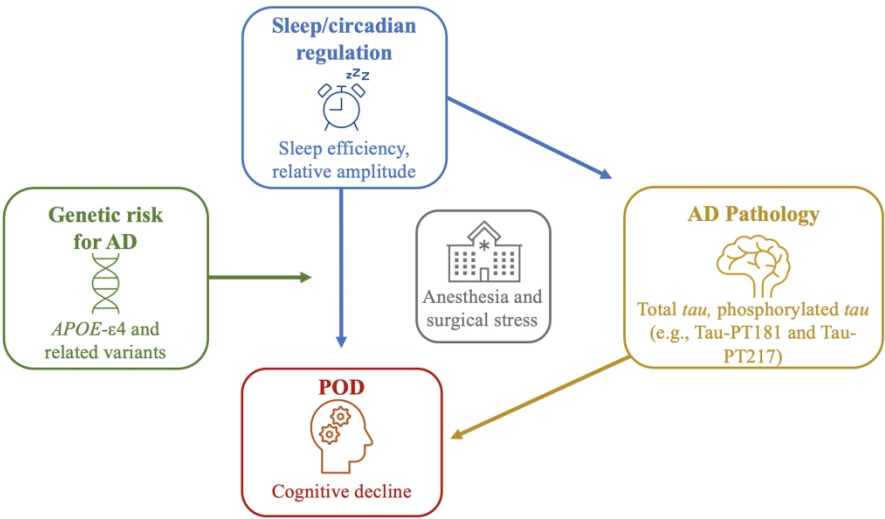 Sleep/circadian
regulation
zZZ
Sleep efficiency,
relative amplitude
Genetic risk
for AD
APOE-ε4 and
related variants
Anesthesia and
surgical stress
AD Pathology
Total tau, phosphorylated tau
(e.g., Tau-PT181 and Tau-
PT217)
POD
Cognitive decline